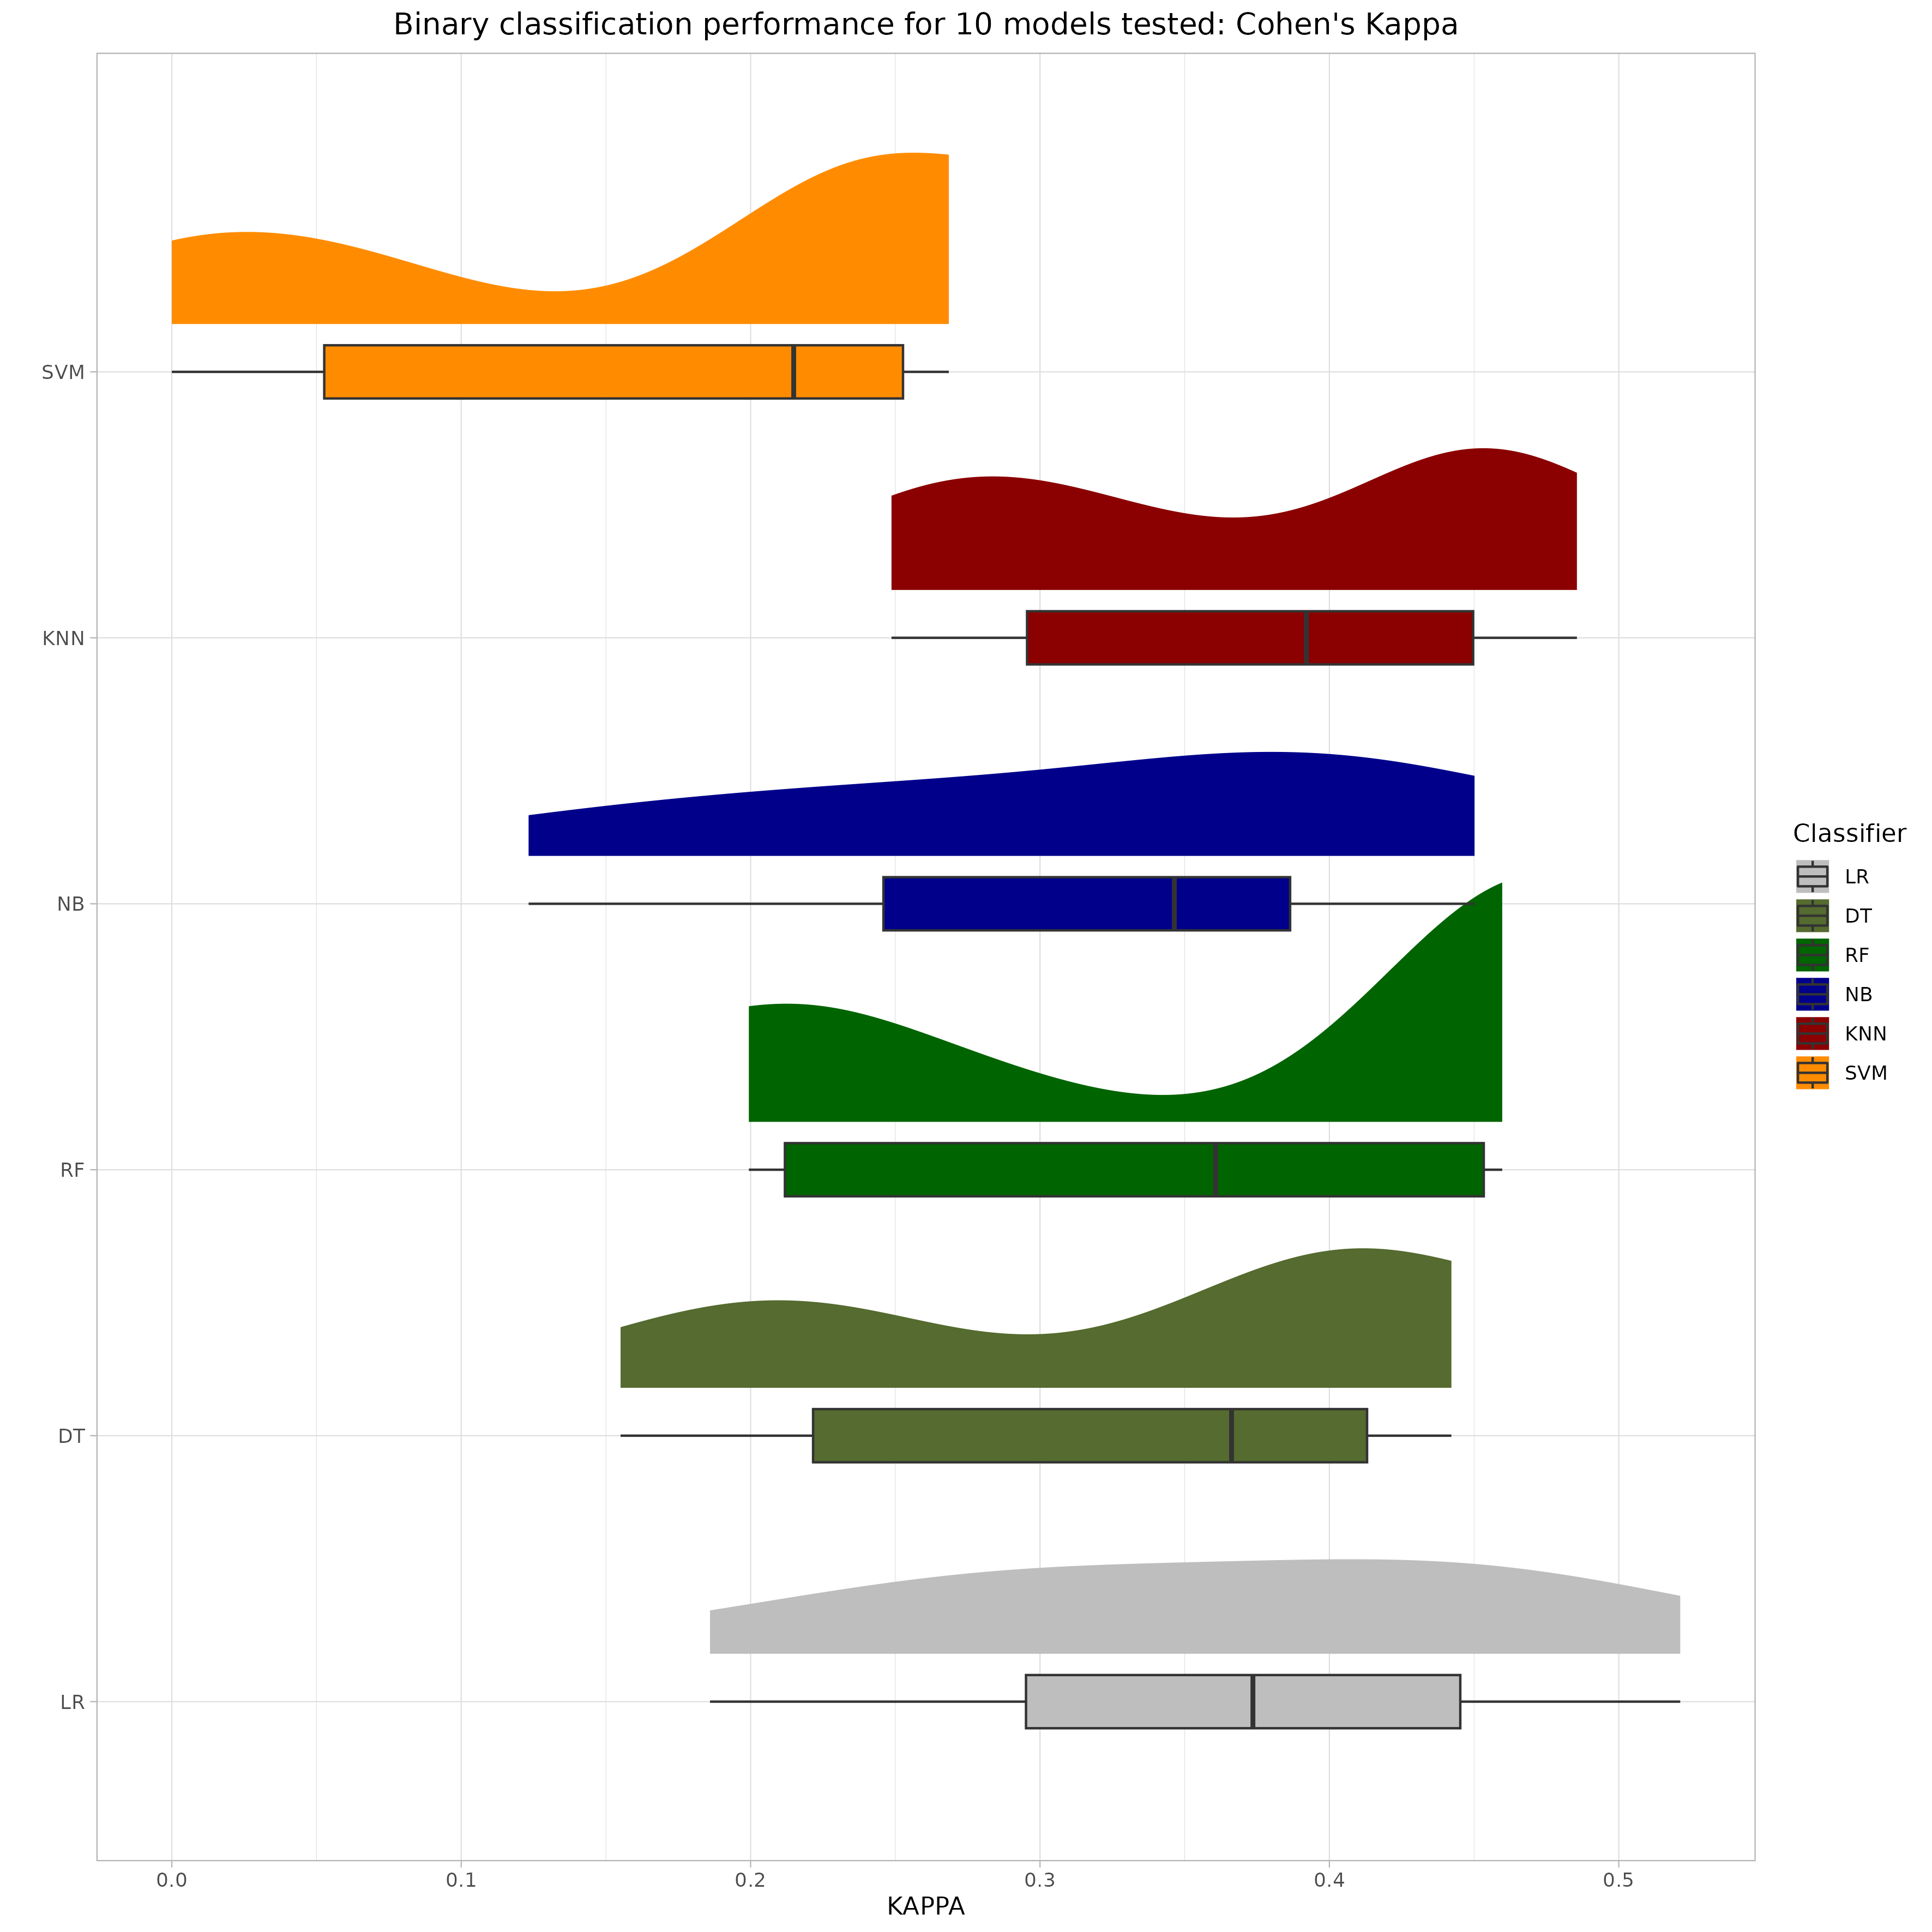 Binary classification performance for 10 models tested: Cohen's Kappa
SVM
KNN
NB
RF
DT
LR
0.0
0.1
0.2
0.3
0.4
0.5
KAPPA
Classifier
LR
DT
RF
NB
KNN
SVM